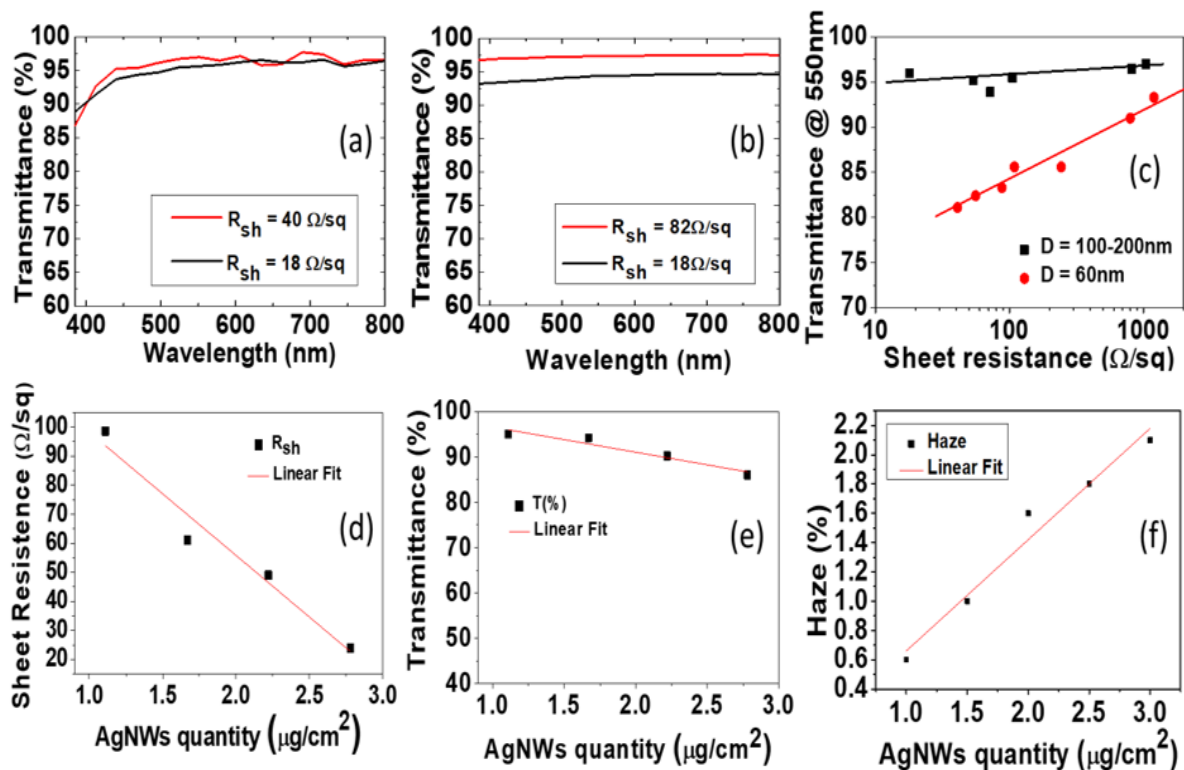 100
95
90
85
80
75
70
65
60
Transmittance (%)
(a)
R_sh = 40 Ω/sq
R_sh = 18 Ω/sq
400 500 600 700 800
Wavelength (nm)
100
95
90
85
80
75
70
65
60
Transmittance (%)
(b)
R_sh = 82Ω/sq
R_sh = 18Ω/sq
400 500 600 700 800
Wavelength (nm)
100
95
90
85
80
75
70
Transmittance @ 550nm
(c)
D = 100-200nm
D = 60nm
10 100 1000
Sheet resistance (Ω/sq)
100
90
80
70
60
50
40
30
20
Sheet Resistence (Ω/sq)
R_sh
Linear Fit
(d)
1.0 1.5 2.0 2.5 3.0
AgNWs quantity (μg/cm²)
100
90
80
70
60
50
40
Transmittance (%)
T(%)
Linear Fit
(e)
1.0 1.5 2.0 2.5 3.0
AgNWs quantity (μg/cm²)
2.2
2.0
1.8
1.6
1.4
1.2
1.0
0.8
0.6
0.4
Haze (%)
Haze
Linear Fit
(f)
1.0 1.5 2.0 2.5 3.0
AgNWs quantity (μg/cm²)